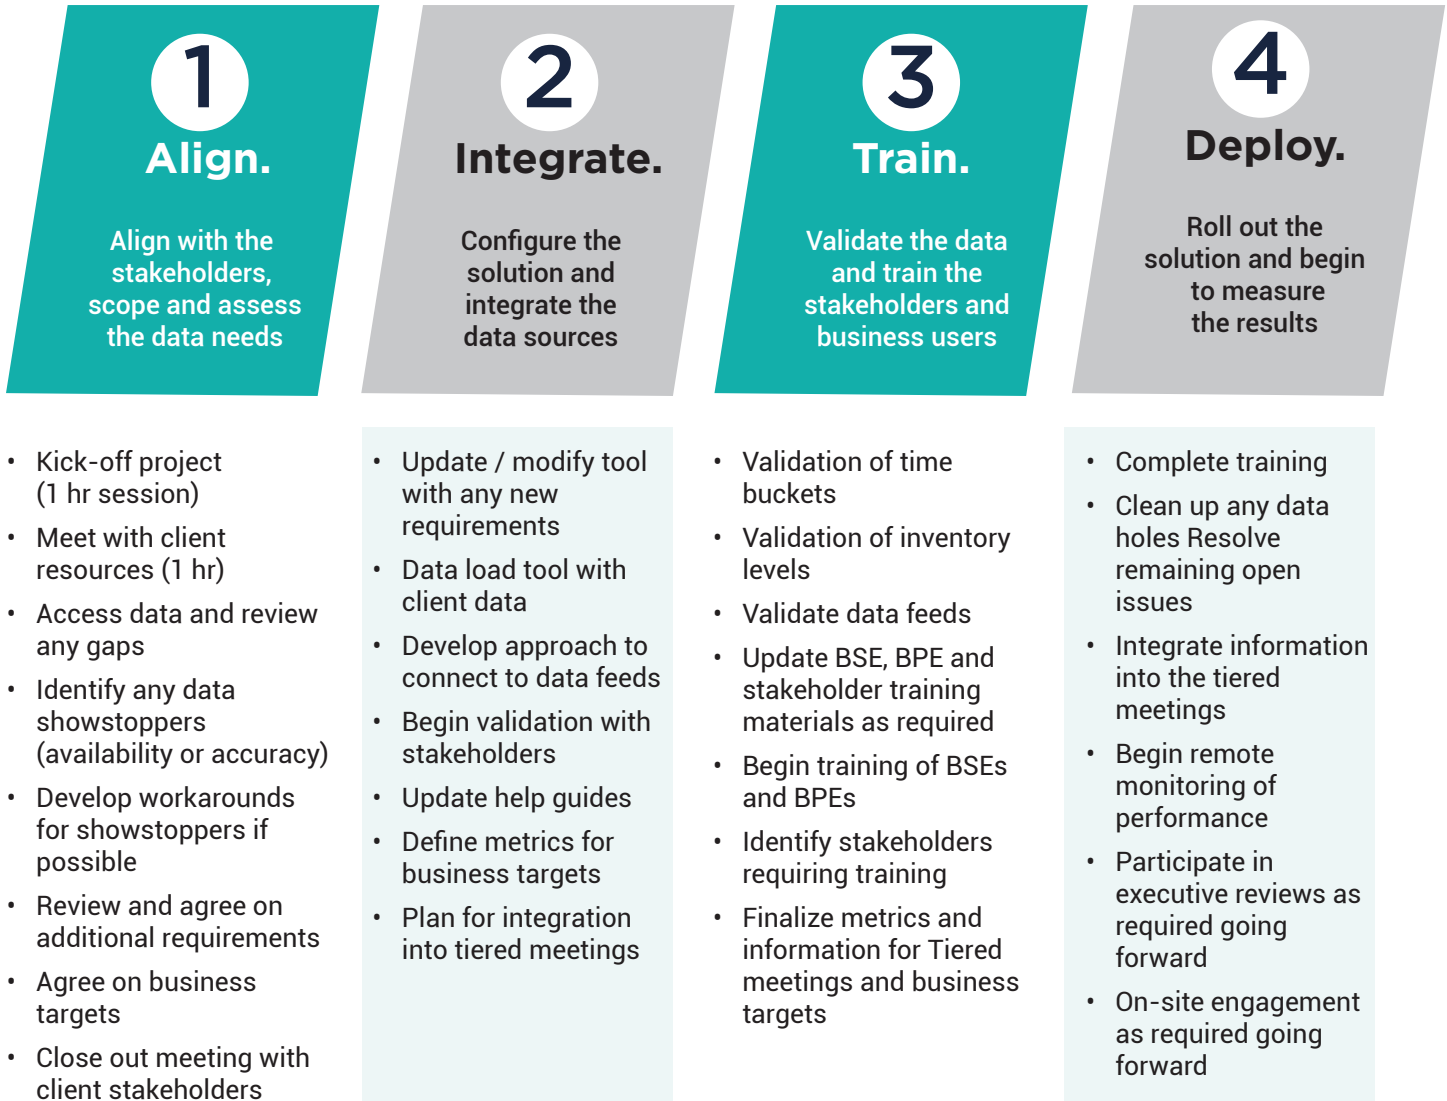 1
Align.
Align with the
stakeholders,
scope and assess
the data needs
• Kick-off project
(1 hr session)
• Meet with client
resources (1 hr)
• Access data and review
any gaps
• Identify any data
showstoppers
(availability or accuracy)
• Develop workarounds
for showstoppers if
possible
• Review and agree on
additional requirements
• Agree on business
targets
• Close out meeting with
client stakeholders
2
Integrate.
Configure the
solution and
integrate the
data sources
• Update / modify tool
with any new
requirements
• Data load tool with
client data
• Develop approach to
connect to data feeds
• Begin validation with
stakeholders
• Update help guides
• Define metrics for
business targets
• Plan for integration
into tiered meetings
3
Train.
Validate the data
and train the
stakeholders and
business users
• Validation of time
buckets
• Validation of inventory
levels
• Validate data feeds
• Update BSE, BPE and
stakeholder training
materials as required
• Begin training of BSEs
and BPEs
• Identify stakeholders
requiring training
• Finalize metrics and
information for Tiered
meetings and business
targets
4
Deploy.
Roll out the
solution and begin
to measure
the results
• Complete training
• Clean up any data
holes Resolve
remaining open
issues
• Integrate information
into the tiered
meetings
• Begin remote
monitoring of
performance
• Participate in
executive reviews as
required going
forward
• On-site engagement
as required going
forward